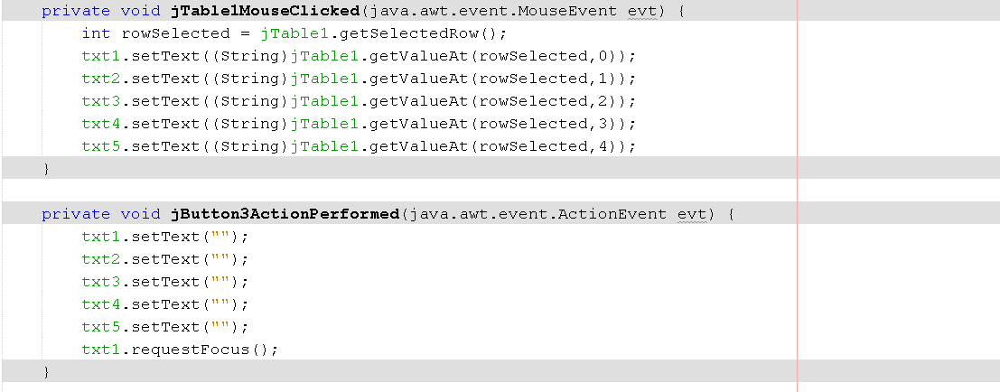 private void jTable1MouseClicked(java.awt.event.MouseEvent evt) {
    int rowSelected = jTable1.getSelectedRow();
    txt1.setText((String)jTable1.getValueAt(rowSelected,0));
    txt2.setText((String)jTable1.getValueAt(rowSelected,1));
    txt3.setText((String)jTable1.getValueAt(rowSelected,2));
    txt4.setText((String)jTable1.getValueAt(rowSelected,3));
    txt5.setText((String)jTable1.getValueAt(rowSelected,4));
}
private void jButton3ActionPerformed(java.awt.event.ActionEvent evt) {
    txt1.setText("");
    txt2.setText("");
    txt3.setText("");
    txt4.setText("");
    txt5.setText("");
    txt1.requestFocus();
}